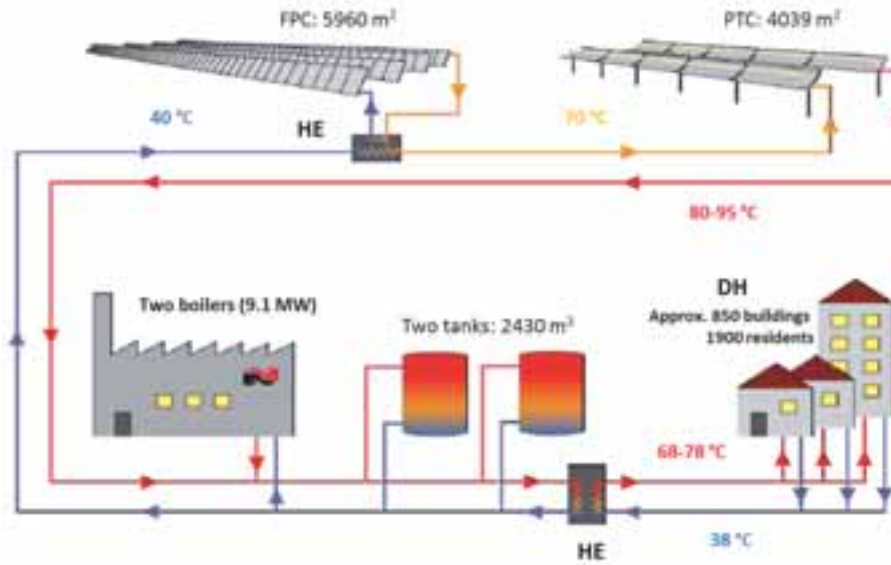 FPC: 5960 m²
PTC: 4039 m²
40 °C
HE
70 °C
80-95 °C
Two boilers (9.1 MW)
Two tanks: 2430 m³
DH
Approx. 850 buildings
1900 residents
68-78 °C
HE
38 °C